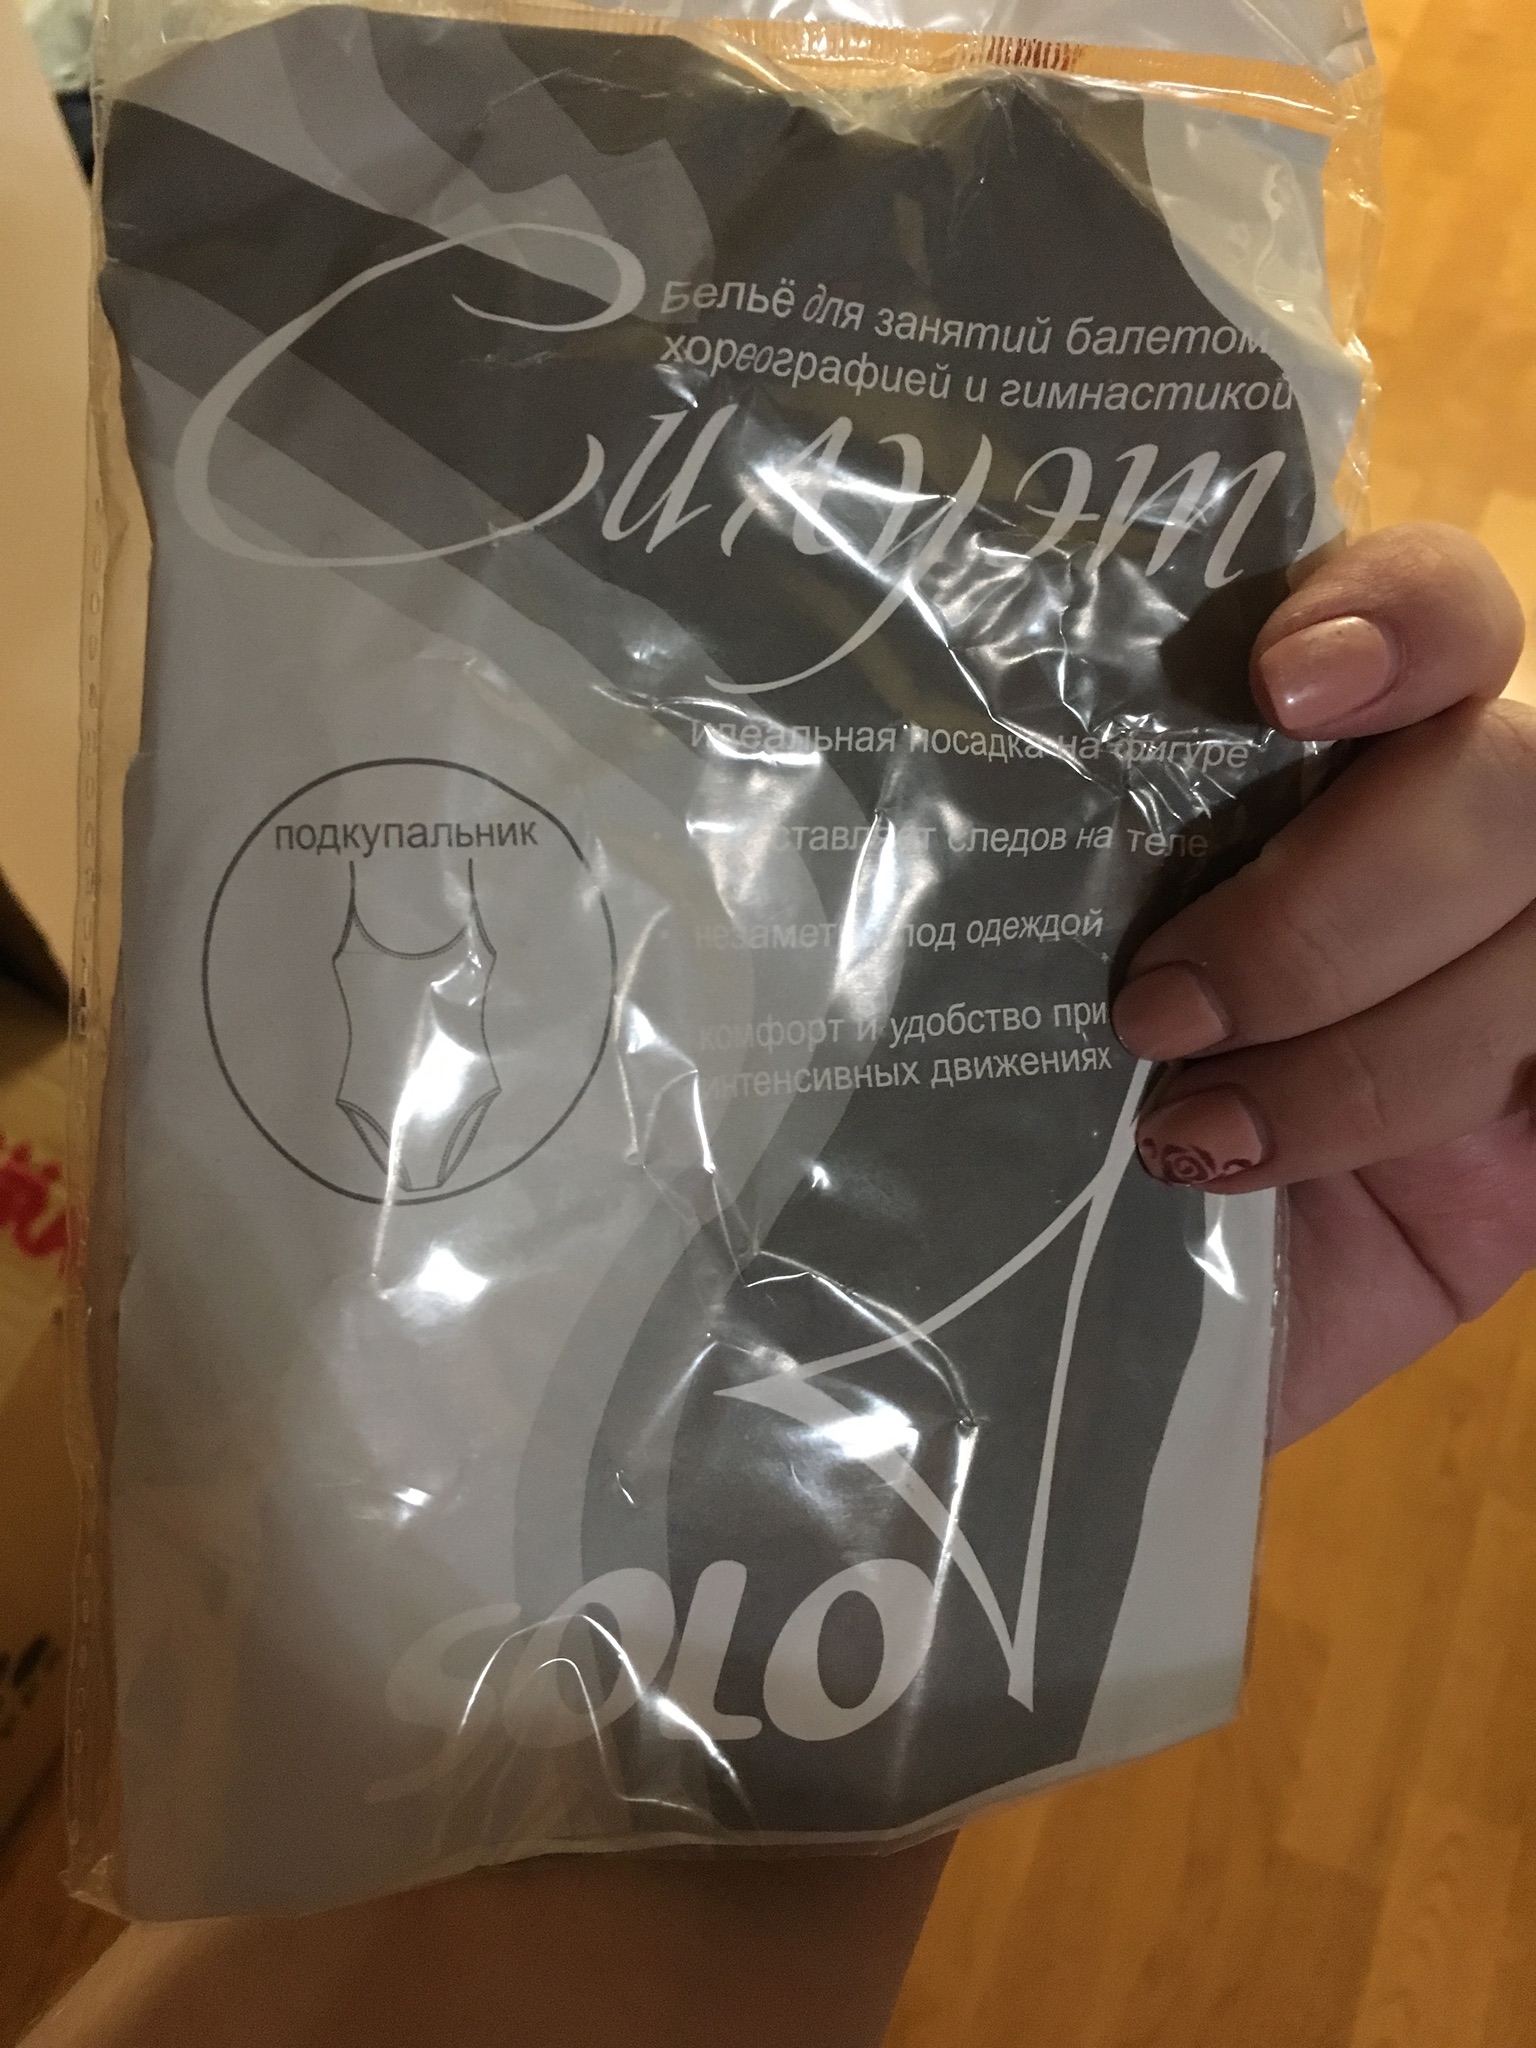 Бельё для занятий балетом,
хореографией и гимнастикой
Силуэт
идеальная посадка на фигуре
следов на теле
под одеждой
комфорт и удобство при
интенсивных движениях
подкупальник
SOLO